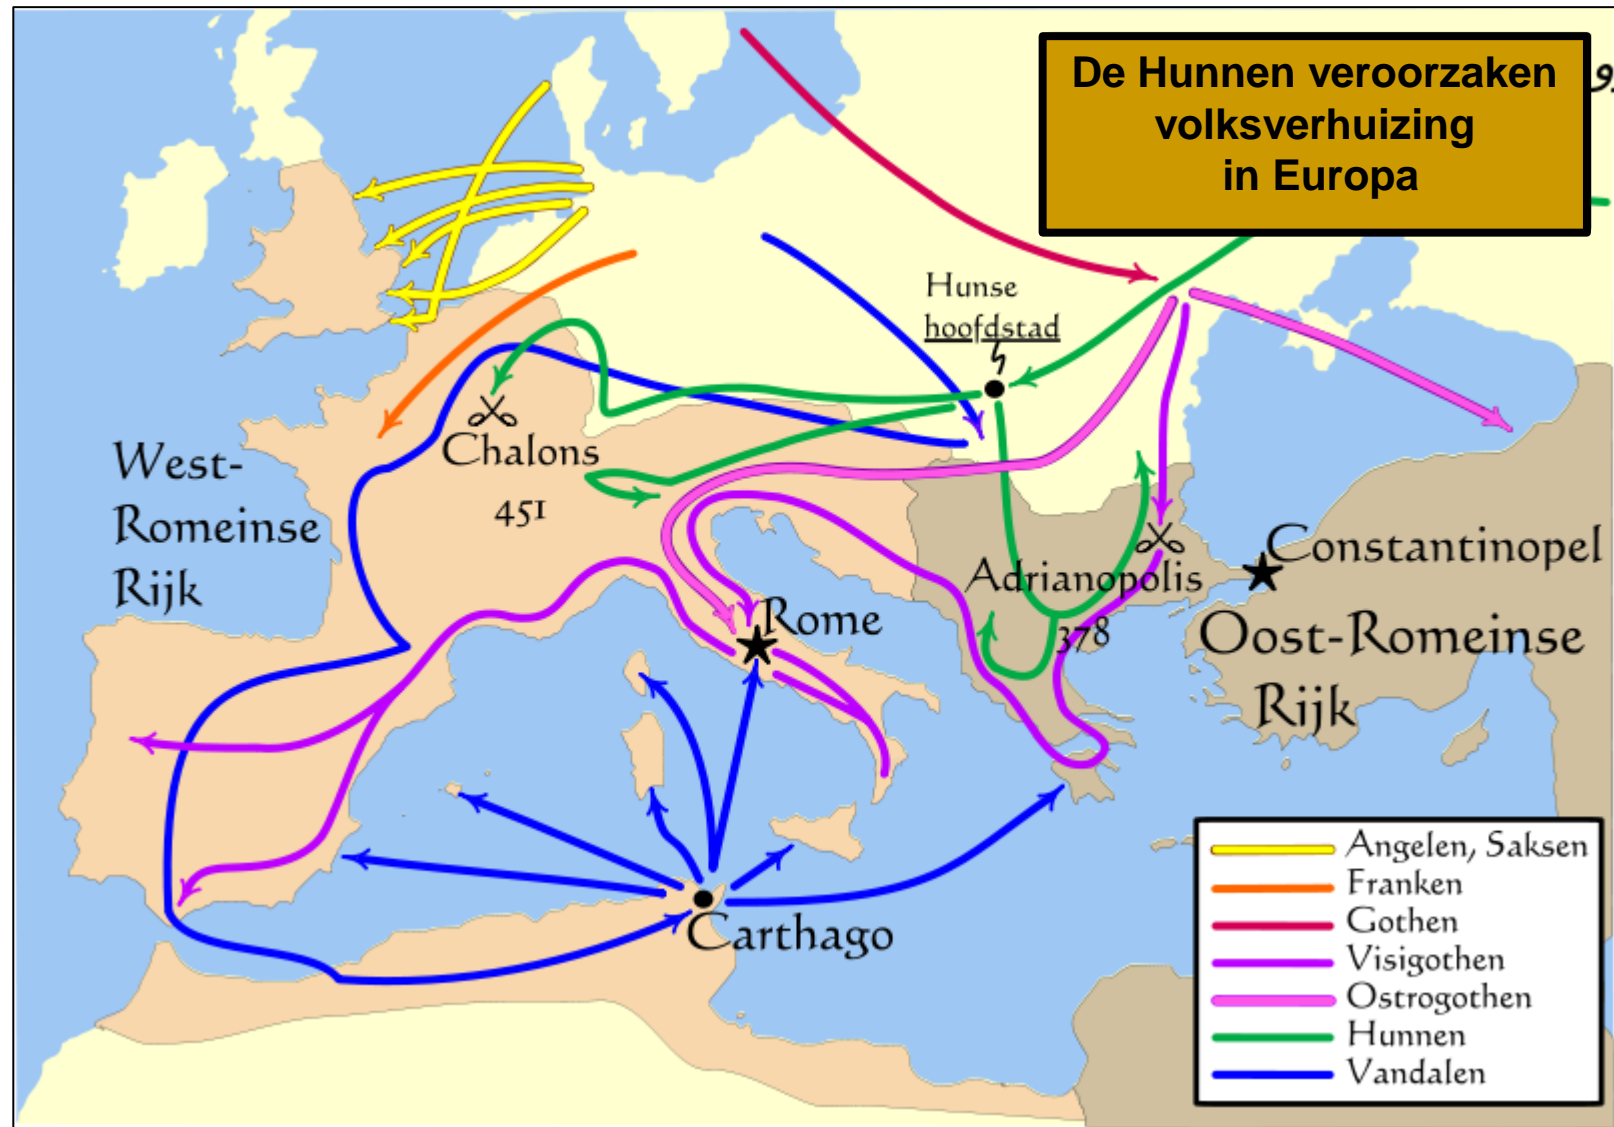 De Hunnen veroorzaken
volksverhuizing
in Europa
Hunse
hoofdstad
West-
Romeinse
Rijk
Chalons
451
Constantinopel
Adrianopolis
378
Rome
Oost-Romeinse
Rijk
Carthago
Angelen, Saksen
Franken
Gothen
Visigothen
Ostrogothen
Hunnen
Vandalen